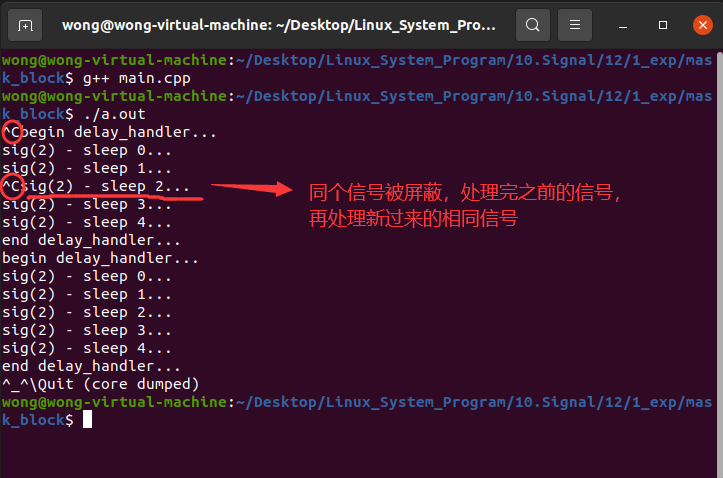 wong@wong-virtual-machine: ~/Desktop/Linux_System_Pro...
wong@wong-virtual-machine:~/Desktop/Linux_System_Program/10.Signal/12/1_exp/mas
k_block$ g++ main.cpp
wong@wong-virtual-machine:~/Desktop/Linux_System_Program/10.Signal/12/1_exp/mas
k_block$ ./a.out
^Cbegin delay_handler...
sig(2) - sleep 0...
sig(2) - sleep 1...
^Csig(2) - sleep 2...
同个信号被屏蔽，处理完之前的信号，
再处理新过来的相同信号
sig(2) - sleep 3...
sig(2) - sleep 4...
end delay_handler...
begin delay_handler...
sig(2) - sleep 0...
sig(2) - sleep 1...
sig(2) - sleep 2...
sig(2) - sleep 3...
sig(2) - sleep 4...
end delay_handler...
^_^\Quit (core dumped)
wong@wong-virtual-machine:~/Desktop/Linux_System_Program/10.Signal/12/1_exp/mas
k_block$